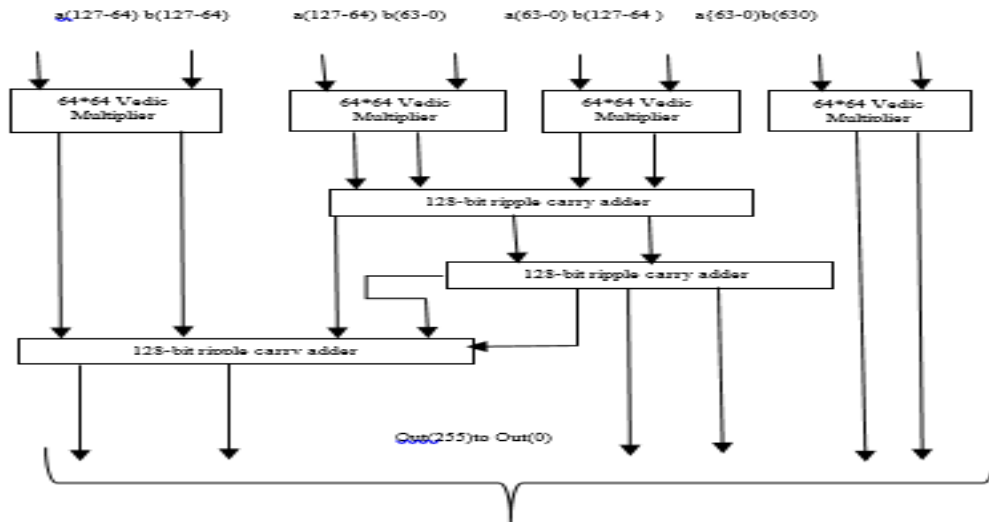 a(127-64) b(127-64)
a(127-64) b(63-0)
a(63-0) b(127-64 )
a{63-0)b(630)
64*64 Vedic
Multiplier
64*64 Vedic
Multiplier
64*64 Vedic
Multiplier
64*64 Vedic
Multiplier
128-bit ripple carry adder
128-bit ripple carry adder
128-bit ripple carry adder
Out(255)to Out(0)